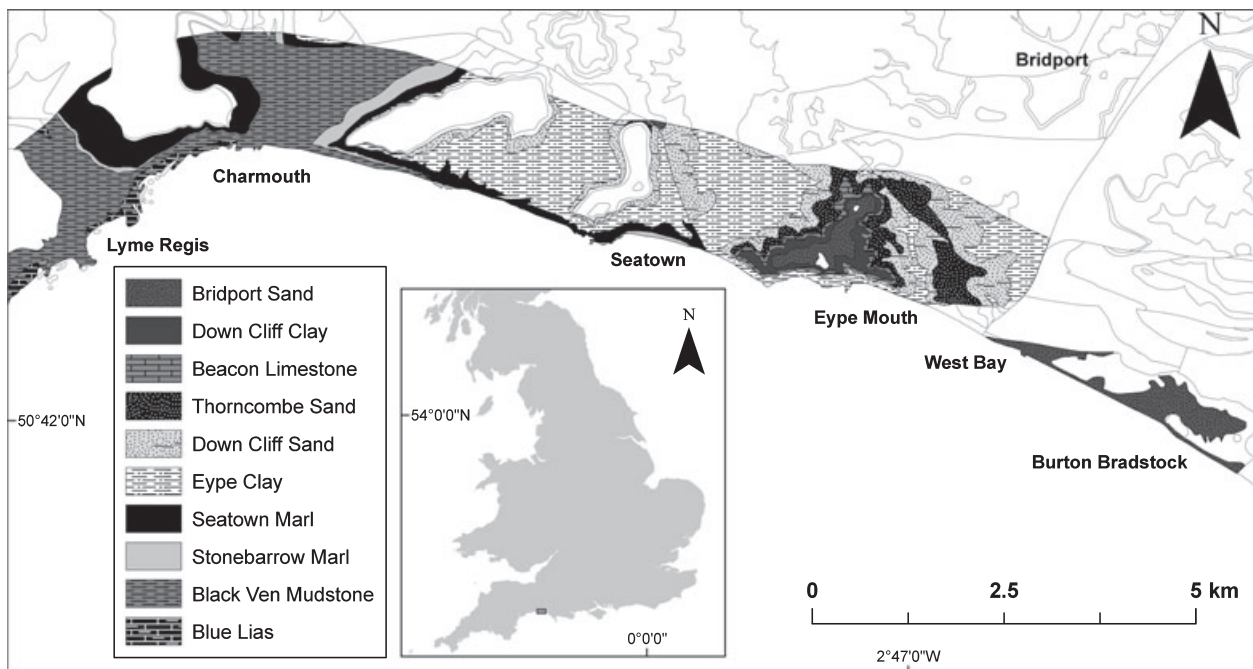 N
Bridport
Charmouth
Lyme Regis
Seatown
Eype Mouth
West Bay
Burton Bradstock
Bridport Sand
Down Cliff Clay
Beacon Limestone
Thorncombe Sand
Down Cliff Sand
Eype Clay
Seatown Marl
Stonebarrow Marl
Black Ven Mudstone
Blue Lias
N
54°0'0"N
0°0'0"
50°42'0"N
0 2.5 5 km
2°47'0"W